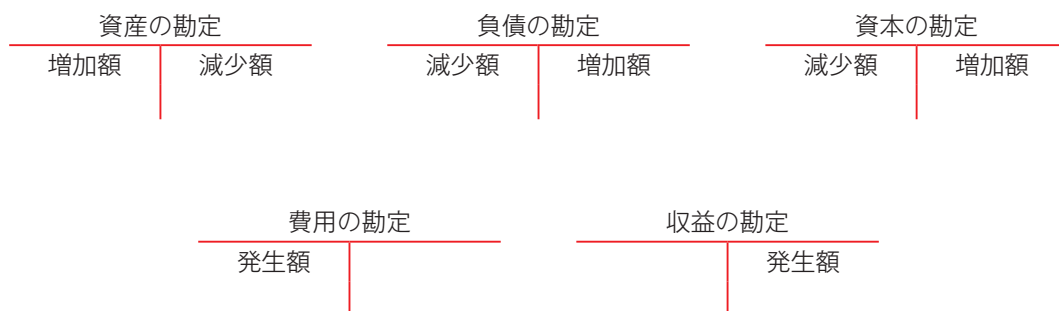 資産の勘定 負債の勘定 資本の勘定
増加額 減少額 減少額 増加額 減少額 増加額
費用の勘定 収益の勘定
発生額 発生額